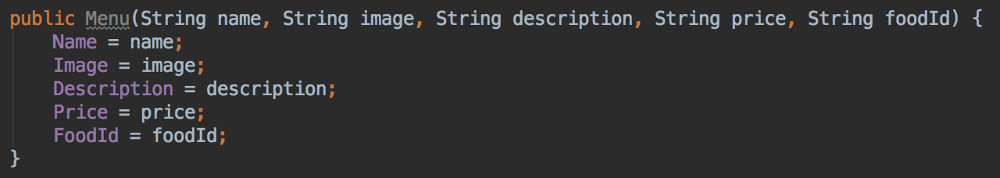 public Menu(String name, String image, String description, String price, String foodId) {
    Name = name;
    Image = image;
    Description = description;
    Price = price;
    FoodId = foodId;
}